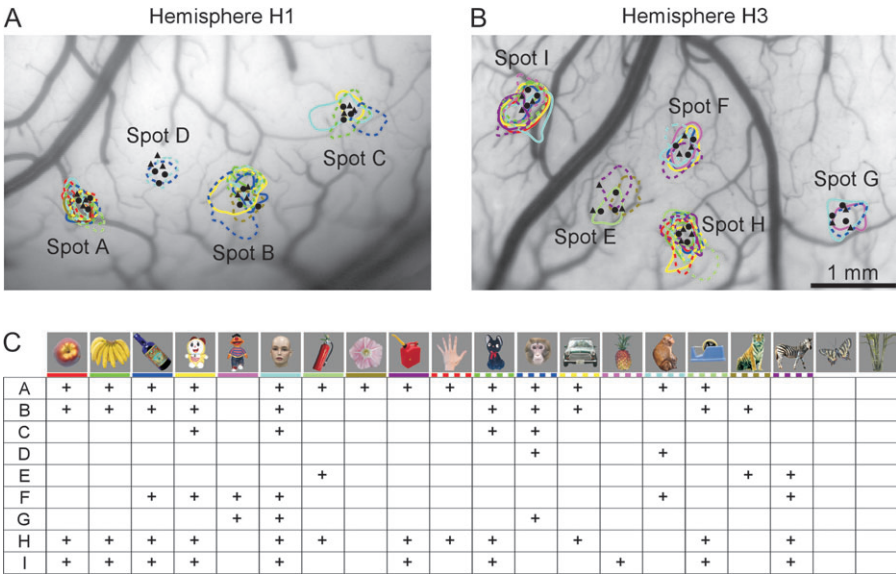 A Hemisphere H1
Spot D
Spot C
Spot A
Spot B
B Hemisphere H3
Spot I
Spot F
Spot G
Spot E
Spot H
1 mm
C
A + + + + + + + + + + + + + +
B + + + + + + + + + +
C + + + +
D + +
E + + +
F + + + + + +
G + + +
H + + + + + + + + + + + +
I + + + + + + + + + +